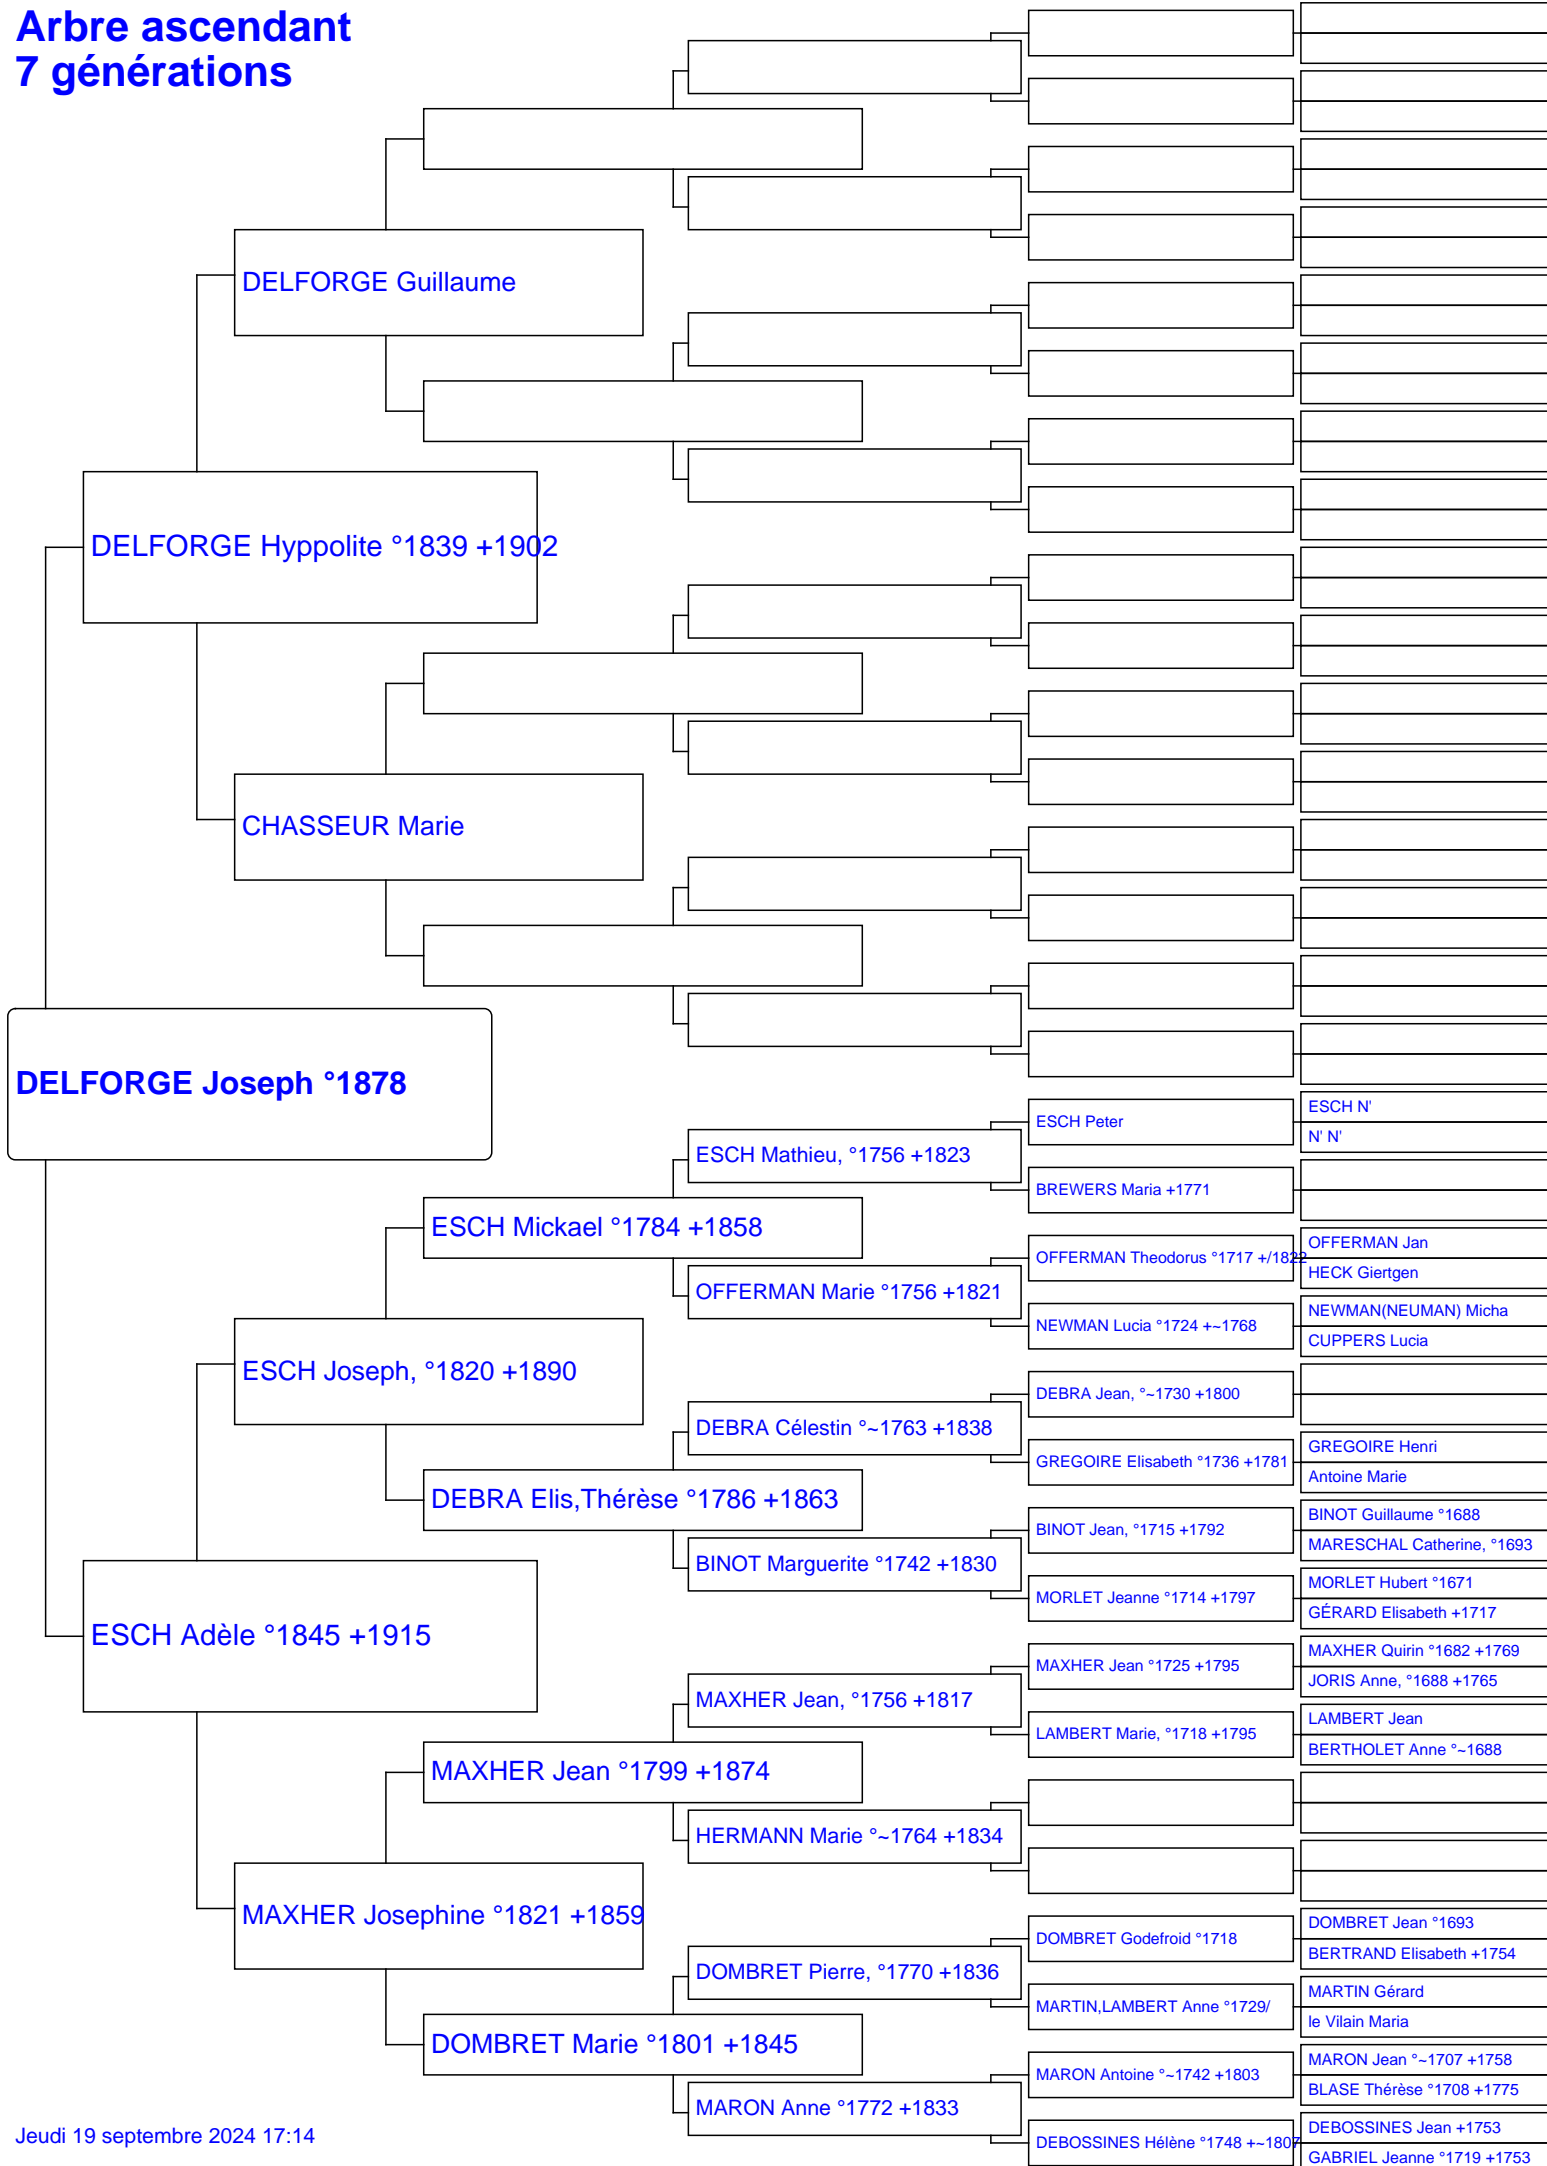 Arbre ascendant
7 générations
DELFORGE Guillaume
DELFORGE Hyppolite °1839 +1902
CHASSEUR Marie
DELFORGE Joseph °1878
ESCH N'
ESCH Peter
N' N'
ESCH Mathieu, °1756 +1823
BREWERS Maria +1771
ESCH Mickael °1784 +1858
OFFERMAN Jan
OFFERMAN Theodorus °1717 +/1822
HECK Giertgen
OFFERMAN Marie °1756 +1821
NEWMAN(NEUMAN) Micha
NEWMAN Lucia °1724 +~1768
CUPPERS Lucia
ESCH Joseph, °1820 +1890
DEBRA Jean, °~1730 +1800
DEBRA Célestin °~1763 +1838
GREGOIRE Henri
GREGOIRE Elisabeth °1736 +1781
Antoine Marie
DEBRA Elis,Thérèse °1786 +1863
BINOT Guillaume °1688
BINOT Jean, °1715 +1792
MARESCHAL Catherine, °1693
BINOT Marguerite °1742 +1830
MORLET Hubert °1671
MORLET Jeanne °1714 +1797
GÉRARD Elisabeth +1717
ESCH Adèle °1845 +1915
MAXHER Quirin °1682 +1769
MAXHER Jean °1725 +1795
JORIS Anne, °1688 +1765
MAXHER Jean, °1756 +1817
LAMBERT Jean
LAMBERT Marie, °1718 +1795
BERTHOLET Anne °~1688
MAXHER Jean °1799 +1874
HERMANN Marie °~1764 +1834
MAXHER Josephine °1821 +1859
DOMBRET Jean °1693
DOMBRET Godefroid °1718
BERTRAND Elisabeth +1754
DOMBRET Pierre, °1770 +1836
MARTIN Gérard
MARTIN,LAMBERT Anne °1729/
le Vilain Maria
DOMBRET Marie °1801 +1845
MARON Jean °~1707 +1758
MARON Antoine °~1742 +1803
BLASE Thérèse °1708 +1775
MARON Anne °1772 +1833
DEBOSSINES Jean +1753
DEBOSSINES Hélène °1748 +~1807
GABRIEL Jeanne °1719 +1753
Jeudi 19 septembre 2024 17:14